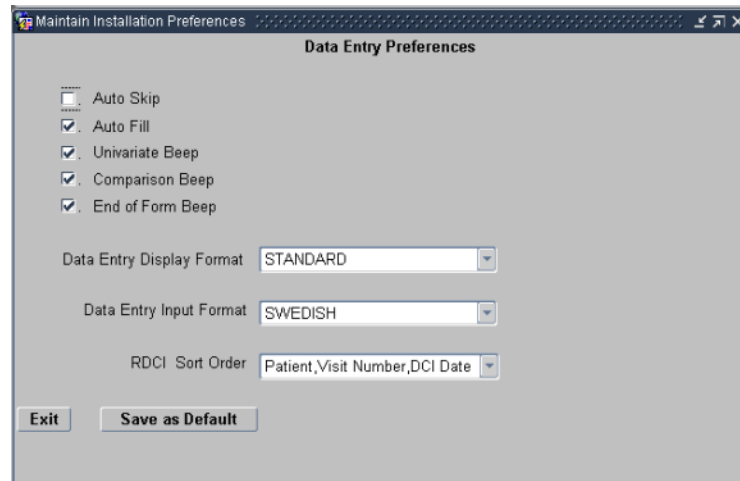 Maintain Installation Preferences
Data Entry Preferences
Auto Skip
Auto Fill
Univariate Beep
Comparison Beep
End of Form Beep
Data Entry Display Format STANDARD
Data Entry Input Format SWEDISH
RDCI Sort Order Patient,Visit Number,DCI Date
Exit Save as Default